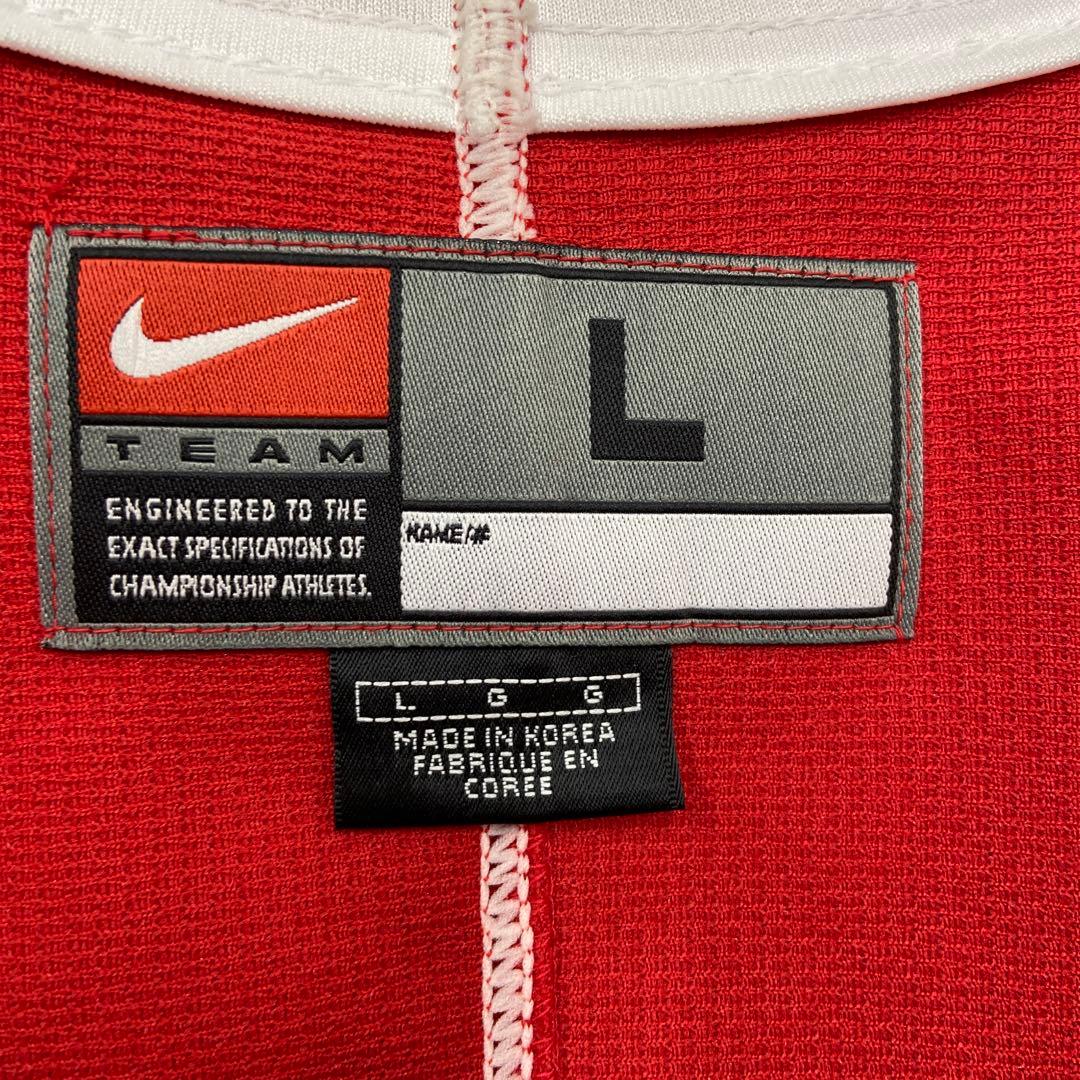 TEAM
ENGINEERED TO THE
EXACT SPECIFICATIONS OF
CHAMPIONSHIP ATHLETES.
L
NAME/#
L G G
MADE IN KOREA
FABRIQUE EN
COREE